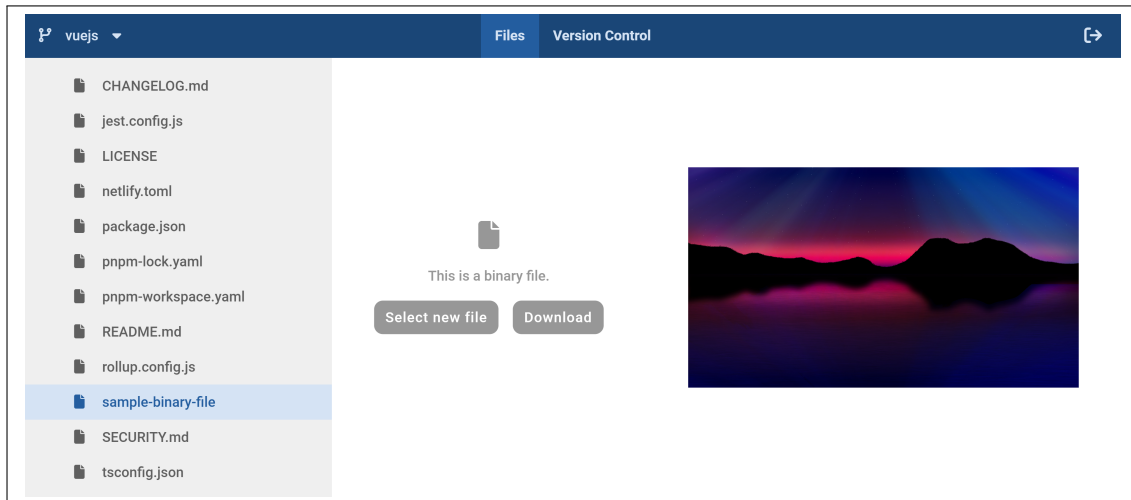 vuejs
Files
Version Control
CHANGELOG.md
jest.config.js
LICENSE
netlify.toml
package.json
pnpm-lock.yaml
pnpm-workspace.yaml
README.md
rollup.config.js
sample-binary-file
SECURITY.md
tsconfig.json
This is a binary file.
Select new file
Download